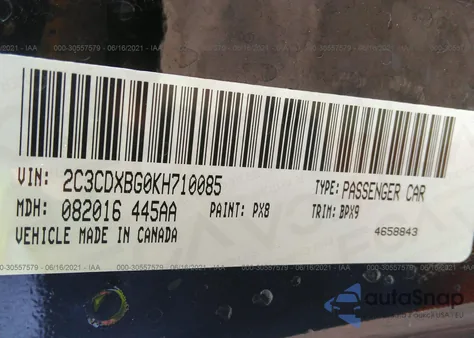 000-30557579 - 06/16/2021 - IAA
VIN: 2C3CDXBG0KH710085
TYPE: PASSENGER CAR
MDH: 082016 445AA
PAINT: PX8
TRIM: BPX9
VEHICLE MADE IN CANADA
4658843
autoSnap